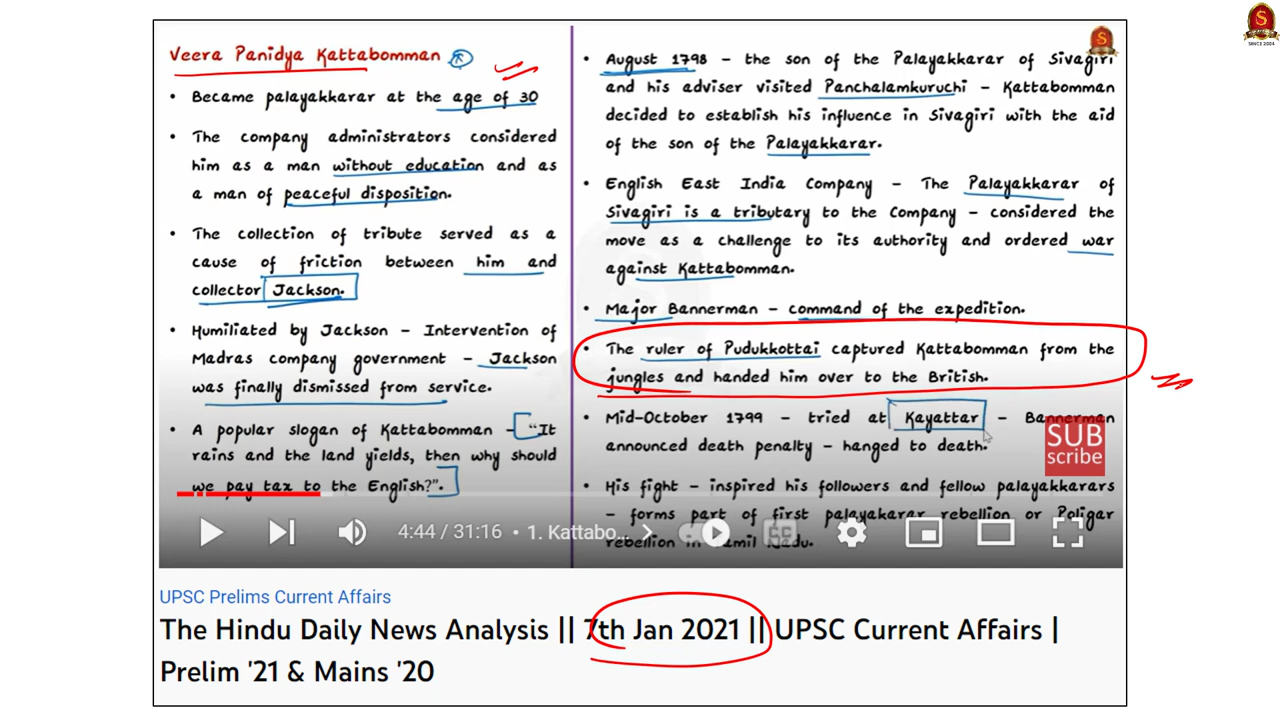 Veera Panidya Kattabomman
• Became palayakkarar at the age of 30
• The company administrators considered
him as a man without education and as
a man of peaceful disposition.
• The collection of tribute served as a
cause of friction between him and
collector Jackson.
• Humiliated by Jackson - Intervention of
Madras company government - Jackson
was finally dismissed from service.
• A popular slogan of Kattabomman - "It
rains and the land yields, then why should
we pay tax to the English?".
• August 1798 - the son of the Palayakkarar of Sivagiri
and his adviser visited Panchalamkuruchi - Kattabomman
decided to establish his influence in Sivagiri with the aid
of the son of the Palayakkarar.
• English East India Company - The Palayakkarar of
Sivagiri is a tributary to the Company - considered the
move as a challenge to its authority and ordered war
against Kattabomman.
• Major Bannerman - command of the expedition.
• The ruler of Pudukkottai captured Kattabomman from the
jungles and handed him over to the British.
• Mid-October 1799 - tried at Kayattar - Bannerman
announced death penalty - hanged to death.
• His fight - inspired his followers and fellow palayakkarars
- forms part of first palayakarar rebellion or Poligar
rebellion in Tamil Nadu.
SUB
scribe
4:44 / 31:16 • 1. Kattabo...
UPSC Prelims Current Affairs
The Hindu Daily News Analysis || 7th Jan 2021 || UPSC Current Affairs |
Prelim '21 & Mains '20
SINCE 2004